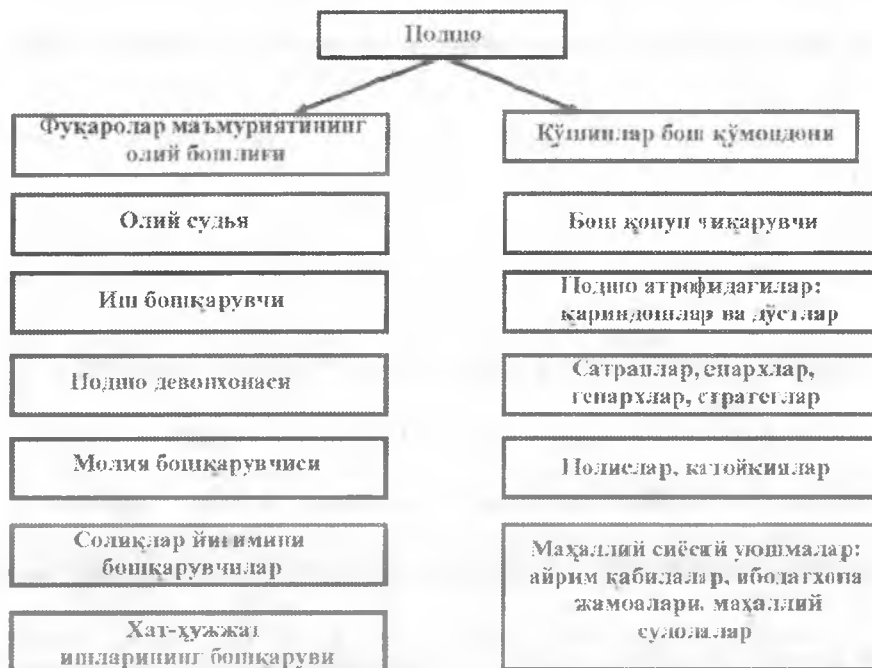 Подшо
Фуқаролар маъмуриятининг
олий бошлиғи
Олий судья
Иш бошқарувчи
Подшо девонхонаси
Молия бошқарувчиси
Солиқлар йиғимини
бошқарувчилар
Хат-ҳужжат
ишларининг бошқаруви
Қўшинлар бош қўмондони
Бош қонун чиқарувчи
Подшо атрофидагилар:
қариндошлар ва дўстлар
Сатраплар, епархлар,
гепархлар, стратеглар
Полислар, катойкиялар
Маҳаллий сиёсий уюшмалар:
айрим қабилалар, ибодатхона
жамоалари, маҳаллий
сулолалар